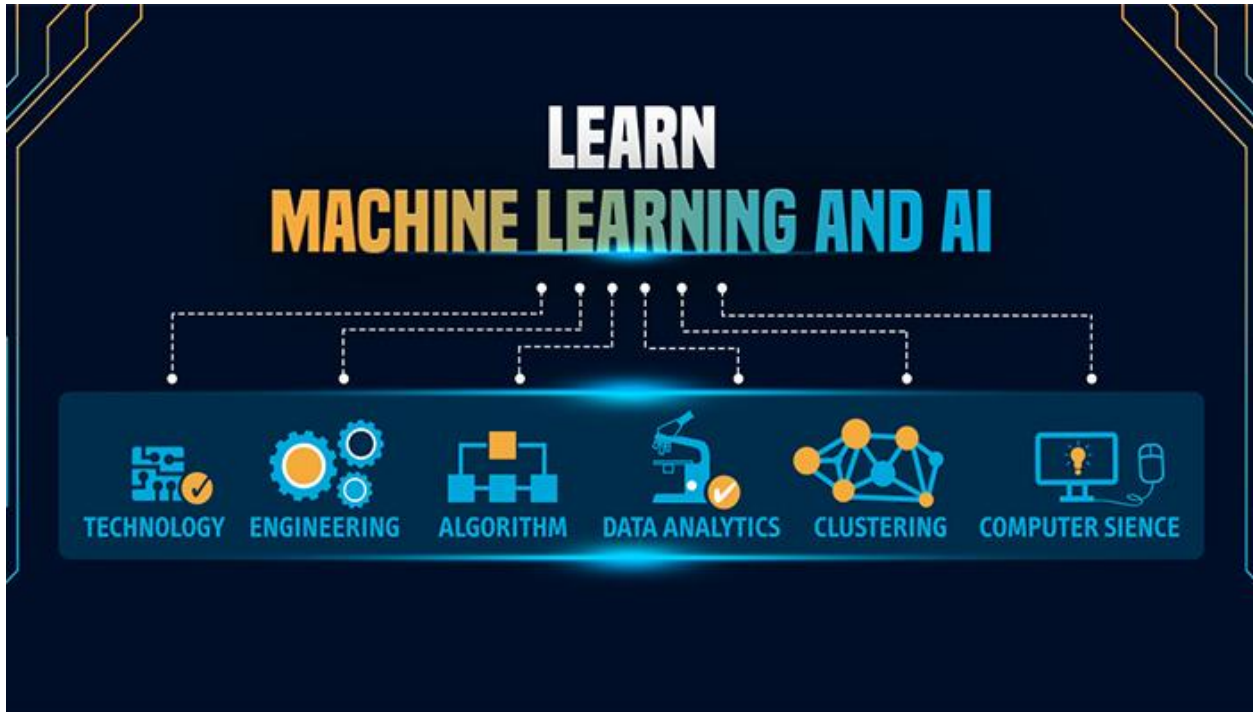 LEARN
MACHINE LEARNING AND AI
TECHNOLOGY ENGINEERING ALGORITHM DATA ANALYTICS CLUSTERING COMPUTER SIENCE